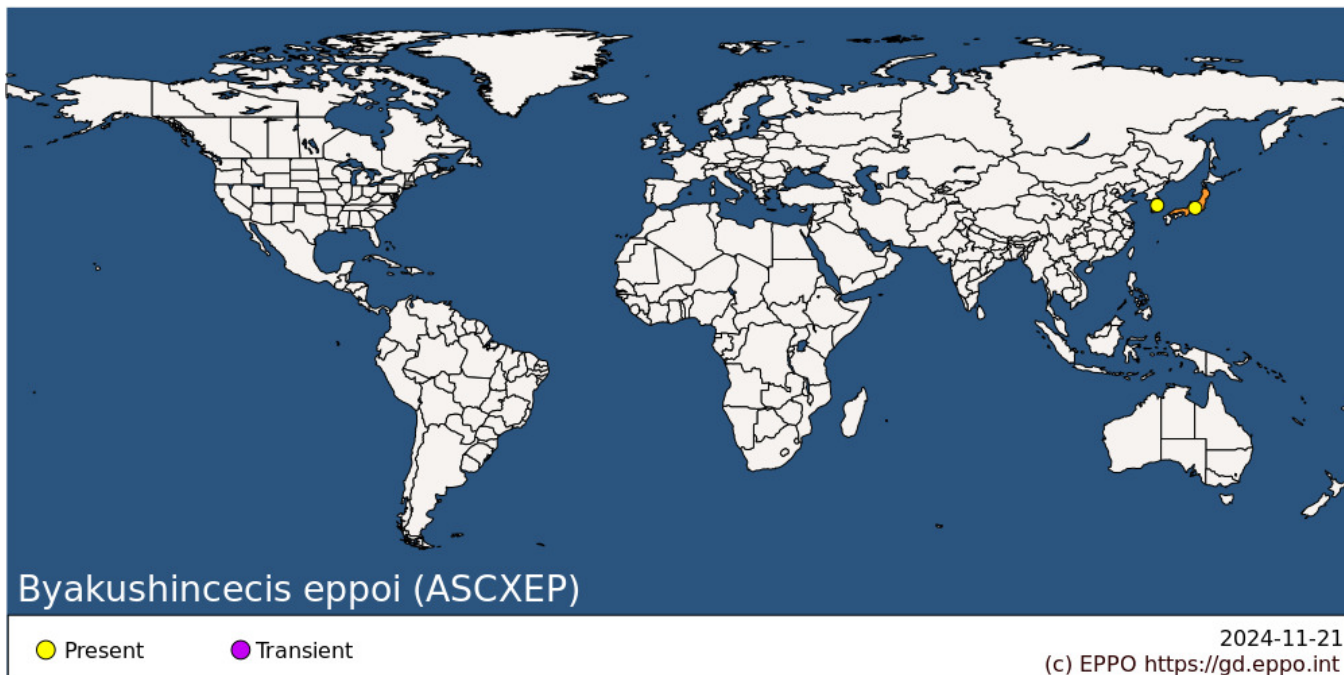 Byakushincecis eppoi (ASCXEP)
Present
Transient
2024-11-21
(c) EPPO https://gd.eppo.int